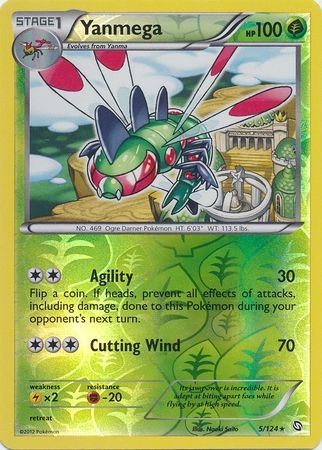 STAGE1 Yanmega HP100
Evolves from Yanma
NO. 469 Ogre Darner Pokémon HT: 6'03" WT: 113.5 lbs.
Agility 30
Flip a coin. If heads, prevent all effects of attacks,
including damage, done to this Pokémon during your
opponent's next turn.
Cutting Wind 70
weakness resistance
×2 -20
retreat
Its jaw power is incredible. It is
adept at biting apart foes while
flying by at high speed.
©2012 Pokémon Illus. Naoki Saito 5/124★